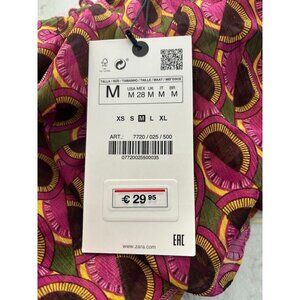 TALLA / SIZE / TAMANHO / TAILLE / MAAT / MĒRĪJUMS
M
USA MEX UK IT BR
M 28 M M M
XS S M L XL
ART.: 7720 / 025 / 500
07720025500035
€ 29.95
www.zara.com
EAC